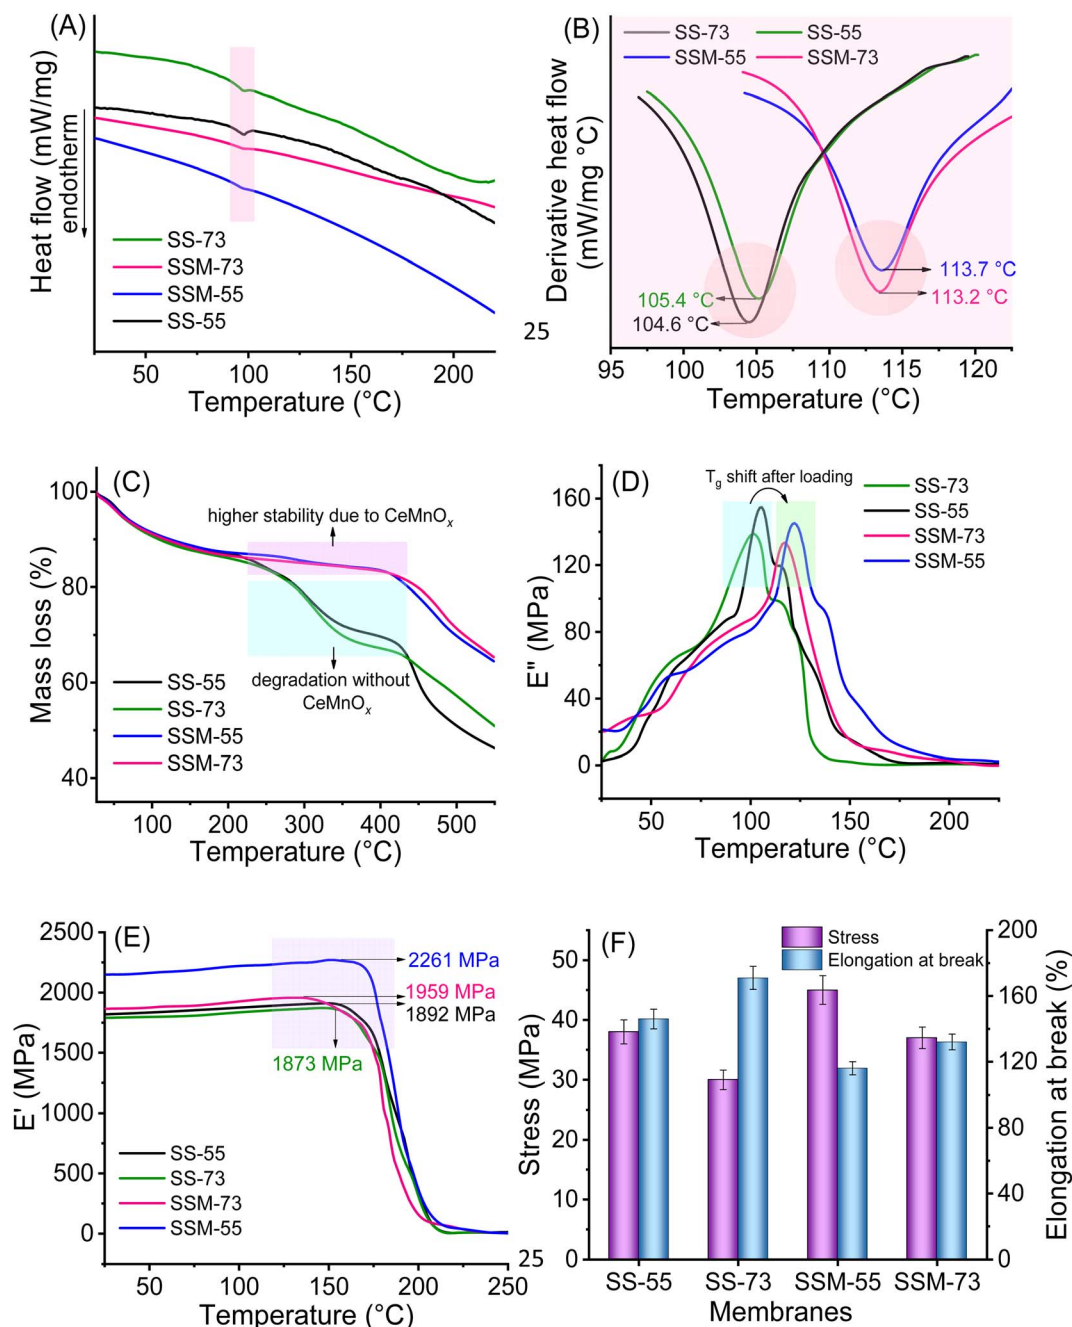 (A)
Heat flow (mW/mg)
endotherm
SS-73
SSM-73
SSM-55
SS-55
50 100 150 200
Temperature (°C)
(B)
SS-73 SS-55
SSM-55 SSM-73
Derivative heat flow
(mW/mg °C)
113.7 °C
113.2 °C
105.4 °C
104.6 °C
25
95 100 105 110 115 120
Temperature (°C)
(C)
Mass loss (%)
100
80
60
40
higher stability due to CeMnOₓ
degradation without
CeMnOₓ
SS-55
SS-73
SSM-55
SSM-73
100 200 300 400 500
Temperature (°C)
(D)
E" (MPa)
160
120
80
40
0
Tg shift after loading
SS-73
SS-55
SSM-73
SSM-55
50 100 150 200
Temperature (°C)
(E)
E' (MPa)
2500
2000
1500
1000
500
0
2261 MPa
1959 MPa
1892 MPa
1873 MPa
SS-55
SS-73
SSM-73
SSM-55
50 100 150 200 250
Temperature (°C)
(F)
Stress
Elongation at break
Stress (MPa)
50
40
30
20
10
0
25
200
160
120
80
40
0
Elongation at break (%)
SS-55 SS-73 SSM-55 SSM-73
Membranes